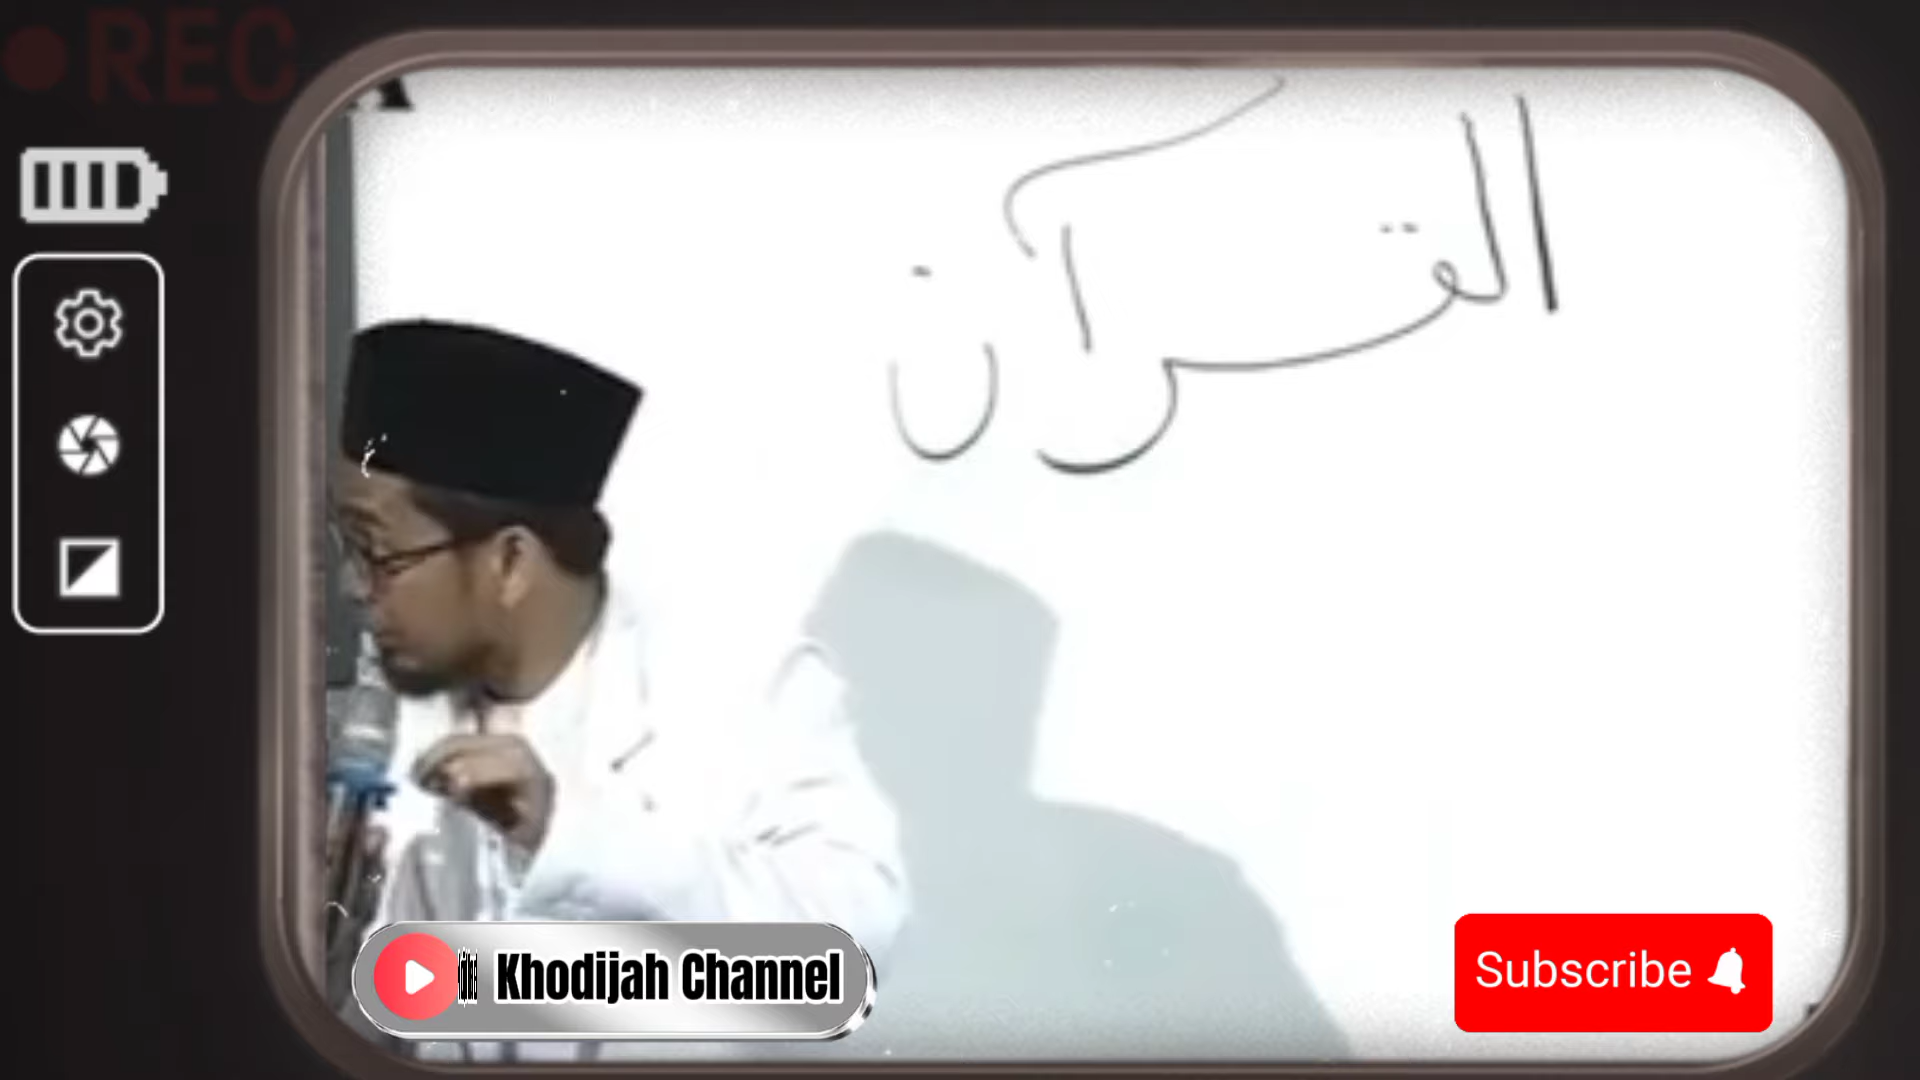 REC
القرآن
Khodijah Channel
Subscribe